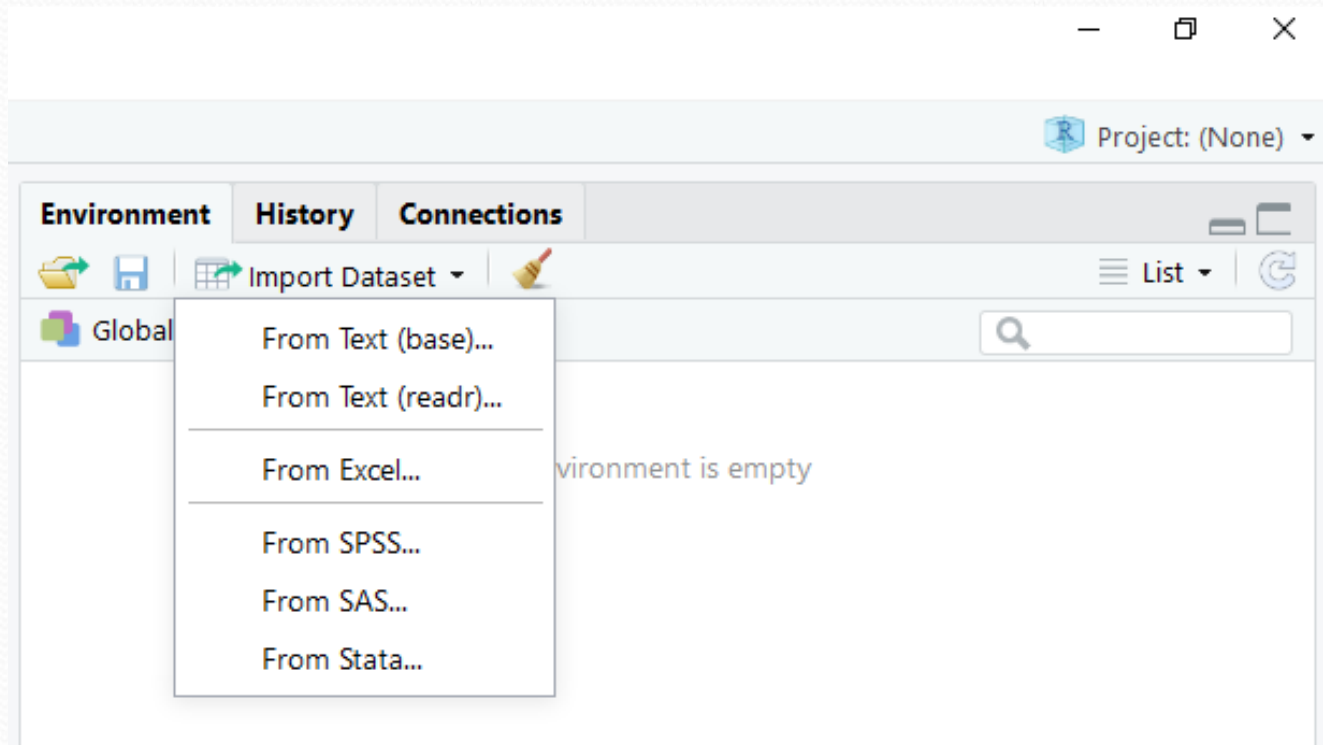 Project: (None)
Environment History Connections
Import Dataset List
Global
From Text (base)...
From Text (readr)...
From Excel...
vironment is empty
From SPSS...
From SAS...
From Stata...